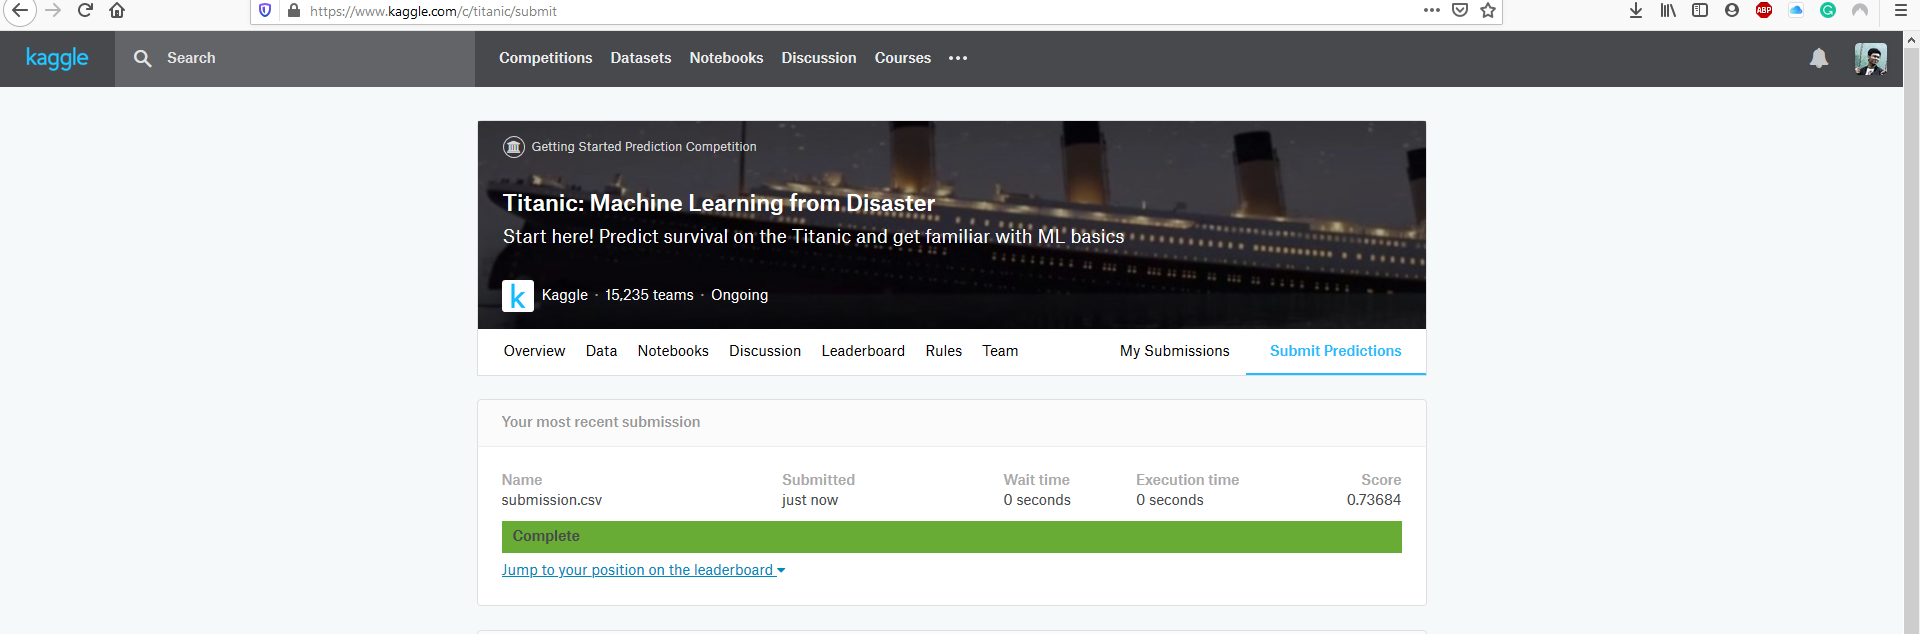 https://www.kaggle.com/c/titanic/submit
ABP
kaggle Search Competitions Datasets Notebooks Discussion Courses
Getting Started Prediction Competition
Titanic: Machine Learning from Disaster
Start here! Predict survival on the Titanic and get familiar with ML basics
k Kaggle · 15,235 teams · Ongoing
Overview Data Notebooks Discussion Leaderboard Rules Team My Submissions Submit Predictions
Your most recent submission
Name Submitted Wait time Execution time Score
submission.csv just now 0 seconds 0 seconds 0.73684
Complete
Jump to your position on the leaderboard